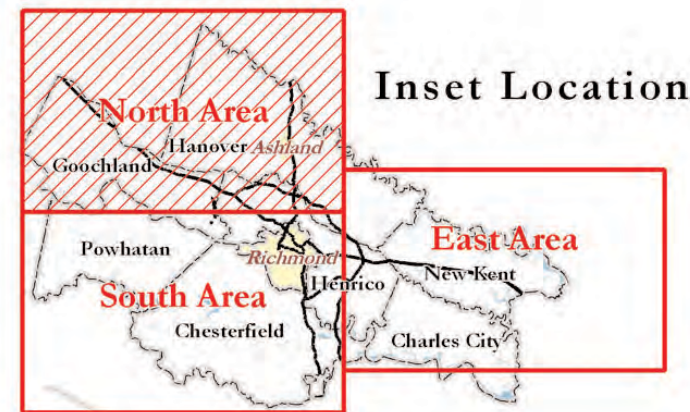 Inset Location
North Area
Hanover Ashland
Goochland
East Area
Powhatan
Richmond
New Kent
Henrico
South Area
Chesterfield
Charles City